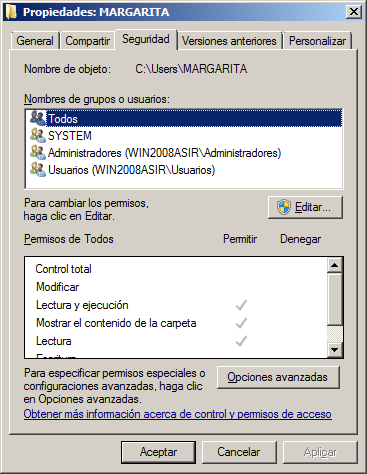 Propiedades: MARGARITA
General Compartir Seguridad Versiones anteriores Personalizar
Nombre de objeto: C:\Users\MARGARITA
Nombres de grupos o usuarios:
Todos
SYSTEM
Administradores (WIN2008ASIR\Administradores)
Usuarios (WIN2008ASIR\Usuarios)
Para cambiar los permisos,
haga clic en Editar.
Editar...
Permisos de Todos Permitir Denegar
Control total
Modificar
Lectura y ejecución
Mostrar el contenido de la carpeta
Lectura
Escritura
Para especificar permisos especiales o
configuraciones avanzadas, haga clic
en Opciones avanzadas.
Opciones avanzadas
Obtener más información acerca de control y permisos de acceso
Aceptar Cancelar Aplicar